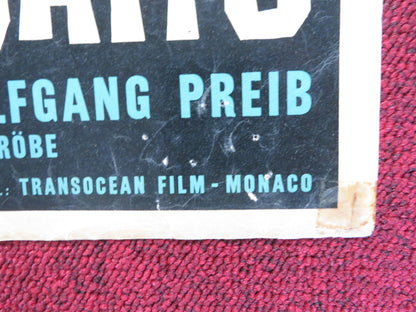 LFGANG PREIB
RÖBE
.: TRANSOCEAN FILM - MONACO